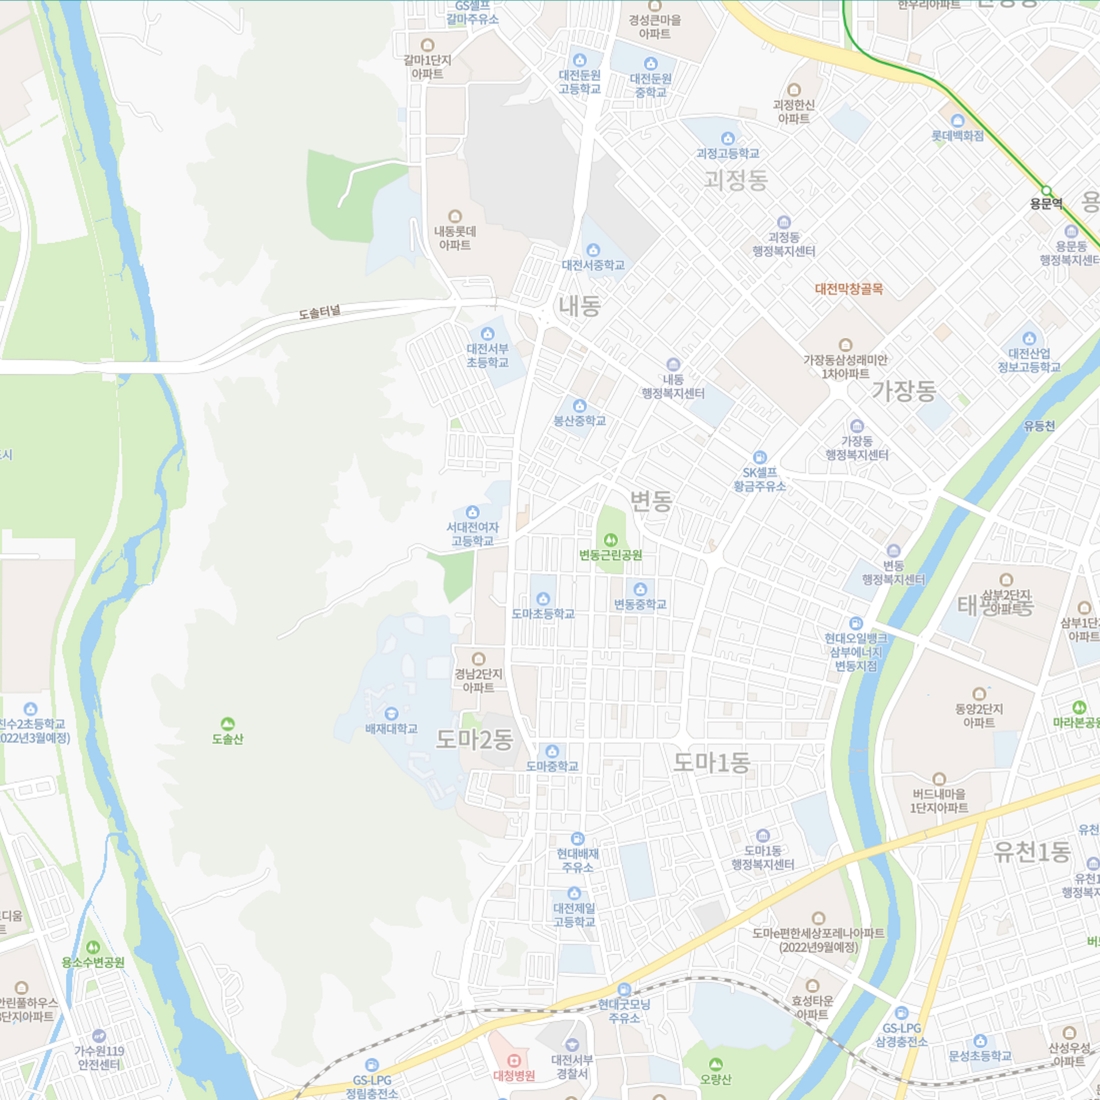 GS셀프
갈마주유소
경성큰마을
아파트
한우리아파트
갈마1단지
아파트
대전둔원
고등학교
대전둔원
중학교
괴정한신
아파트
롯데백화점
괴정고등학교
괴정동
용문역
내동롯데
아파트
괴정동
행정복지센터
용문동
행정복지센터
대전서중학교
대전막창골목
내동
도솔터널
대전서부
초등학교
가장동삼성래미안
1차아파트
대전산업
정보고등학교
내동
행정복지센터
가장동
봉산중학교
유등천
가장동
행정복지센터
SK셀프
황금주유소
변동
서대전여자
고등학교
변동근린공원
변동
행정복지센터
삼부2단지
아파트
도마초등학교
변동중학교
현대오일뱅크
삼부에너지
변동지점
경남2단지
아파트
동양2단지
아파트
배재대학교
도솔산
도마2동
도마중학교
도마1동
버드내마을
1단지아파트
도마1동
행정복지센터
유천1동
현대배재
주유소
대전제일
고등학교
도마e편한세상포레나아파트
(2022년9월예정)
용소수변공원
현대굿모닝
주유소
효성타운
아파트
GS-LPG
삼경충전소
가수원119
안전센터
대청병원
대전서부
경찰서
오량산
문성초등학교
산성우성
아파트
GS-LPG
정림충전소